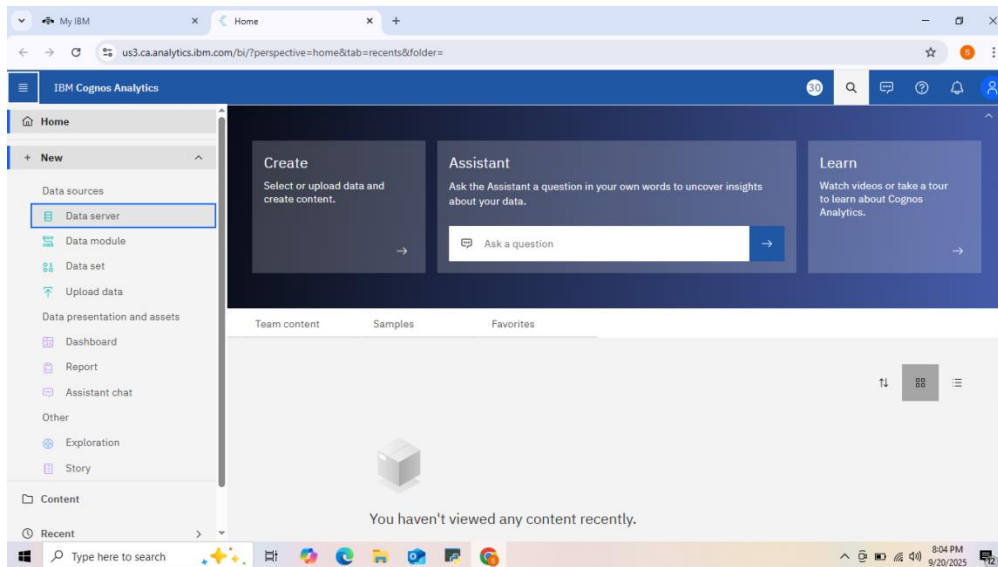 My IBM
Home
us3.ca.analytics.ibm.com/bi/?perspective=home&tab=recents&folder=
S
IBM Cognos Analytics
30
Home
New
Data sources
Data server
Data module
Data set
Upload data
Data presentation and assets
Dashboard
Report
Assistant chat
Other
Exploration
Story
Content
Recent
Create
Select or upload data and
create content.
Assistant
Ask the Assistant a question in your own words to uncover insights
about your data.
Ask a question
Learn
Watch videos or take a tour
to learn about Cognos
Analytics.
Team content
Samples
Favorites
You haven't viewed any content recently.
Type here to search
8:04 PM
9/20/2025
12